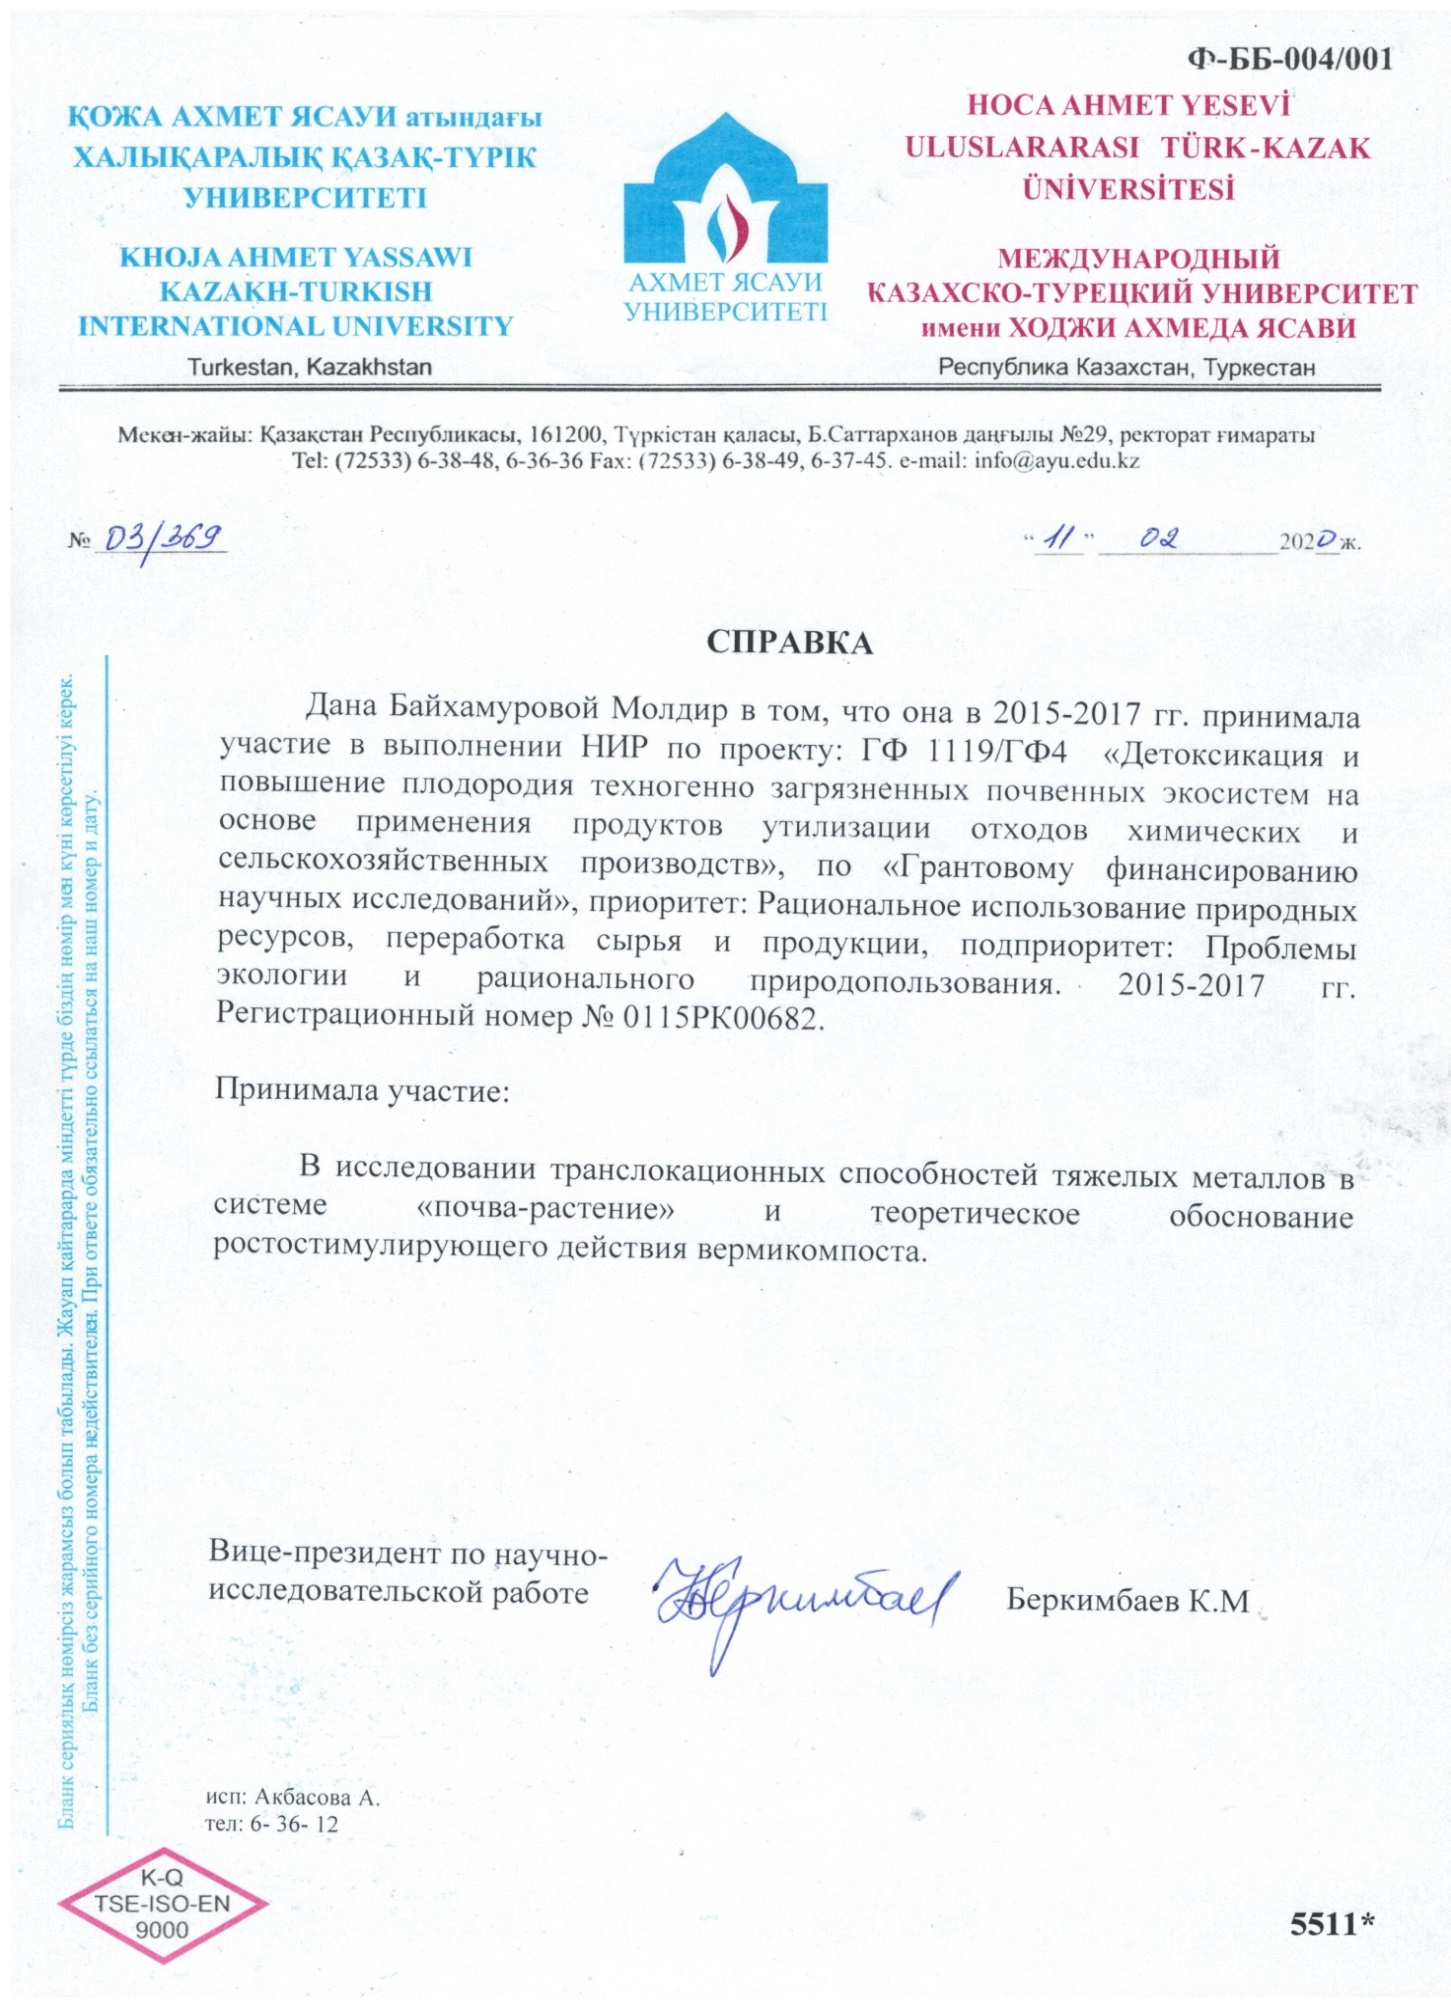 Ф-ББ-004/001
ҚОЖА АХМЕТ ЯСАУИ атындағы
ХАЛЫҚАРАЛЫҚ ҚАЗАҚ-ТҮРІК
УНИВЕРСИТЕТІ
KHOJA AHMET YASSAWI
KAZAKH-TURKISH
INTERNATIONAL UNIVERSITY
Turkestan, Kazakhstan
АХМЕТ ЯСАУИ
УНИВЕРСИТЕТІ
HOCA AHMET YESEVİ
ULUSLARARASI TÜRK-KAZAK
ÜNİVERSİTESİ
МЕЖДУНАРОДНЫЙ
КАЗАХСКО-ТУРЕЦКИЙ УНИВЕРСИТЕТ
имени ХОДЖИ АХМЕДА ЯСАВИ
Республика Казахстан, Туркестан
Мекен-жайы: Қазақстан Республикасы, 161200, Түркістан қаласы, Б.Саттарханов даңғылы №29, ректорат ғимараты
Tel: (72533) 6-38-48, 6-36-36 Fax: (72533) 6-38-49, 6-37-45. e-mail: info@ayu.edu.kz
№ 03/369
“11” 02 2020 ж.
СПРАВКА
Дана Байхамуровой Молдир в том, что она в 2015-2017 гг. принимала
участие в выполнении НИР по проекту: ГФ 1119/ГФ4 «Детоксикация и
повышение плодородия техногенно загрязненных почвенных экосистем на
основе применения продуктов утилизации отходов химических и
сельскохозяйственных производств», по «Грантовому финансированию
научных исследований», приоритет: Рациональное использование природных
ресурсов, переработка сырья и продукции, подприоритет: Проблемы
экологии и рационального природопользования. 2015-2017 гг.
Регистрационный номер № 0115РК00682.
Принимала участие:
В исследовании транслокационных способностей тяжелых металлов в
системе «почва-растение» и теоретическое обоснование
ростостимулирующего действия вермикомпоста.
Вице-президент по научно-
исследовательской работе
Беркимбаев
Беркимбаев К.М
исп: Акбасова А.
тел: 6- 36- 12
Бланк сериялық нөмірсіз жарамсыз болып табылады. Жауап қайтарарда міндетті түрде біздің нөмір мен күні көрсетілуі керек.
Бланк без серийного номера недействителен. При ответе обязательно ссылаться на наш номер и дату.
K-Q
TSE-ISO-EN
9000
5511*